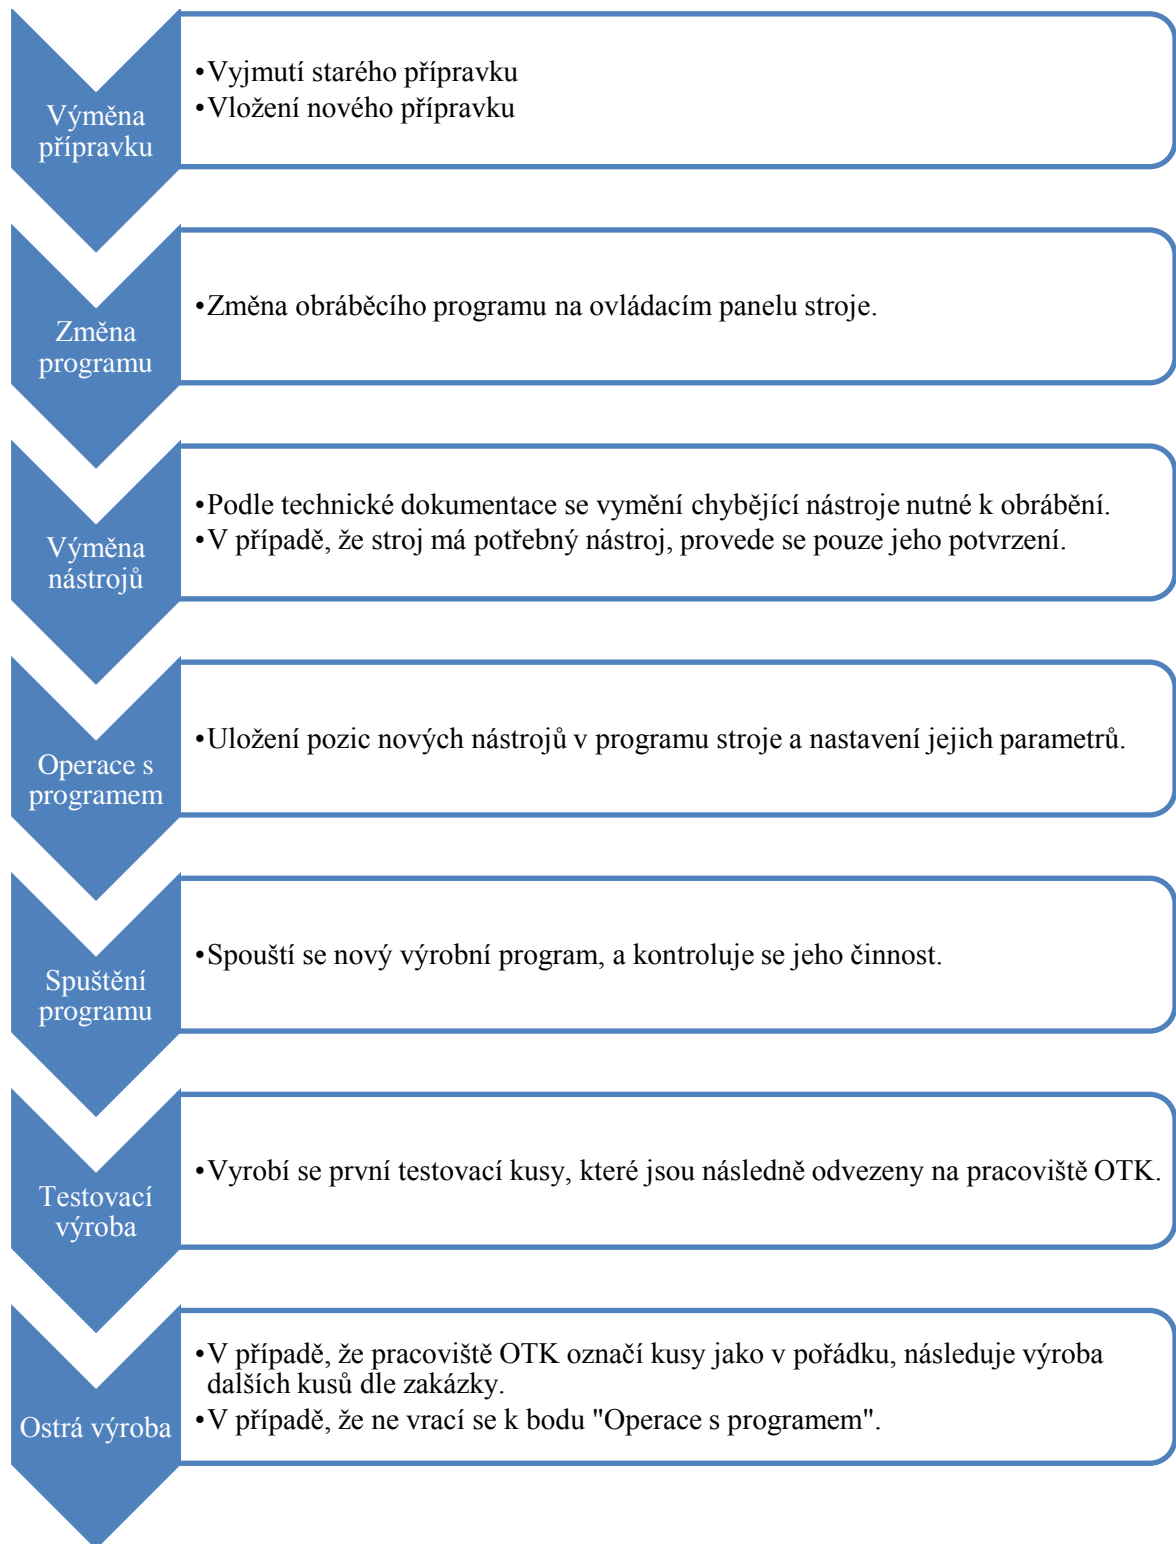 Výměna
přípravku
•Vyjmutí starého přípravku
•Vložení nového přípravku
Změna
programu
•Změna obráběcího programu na ovládacím panelu stroje.
Výměna
nástrojů
•Podle technické dokumentace se vymění chybějící nástroje nutné k obrábění.
•V případě, že stroj má potřebný nástroj, provede se pouze jeho potvrzení.
Operace s
programem
•Uložení pozic nových nástrojů v programu stroje a nastavení jejich parametrů.
Spuštění
programu
•Spouští se nový výrobní program, a kontroluje se jeho činnost.
Testovací
výroba
•Vyrobí se první testovací kusy, které jsou následně odvezeny na pracoviště OTK.
Ostrá výroba
•V případě, že pracoviště OTK označí kusy jako v pořádku, následuje výroba
dalších kusů dle zakázky.
•V případě, že ne vrací se k bodu "Operace s programem".